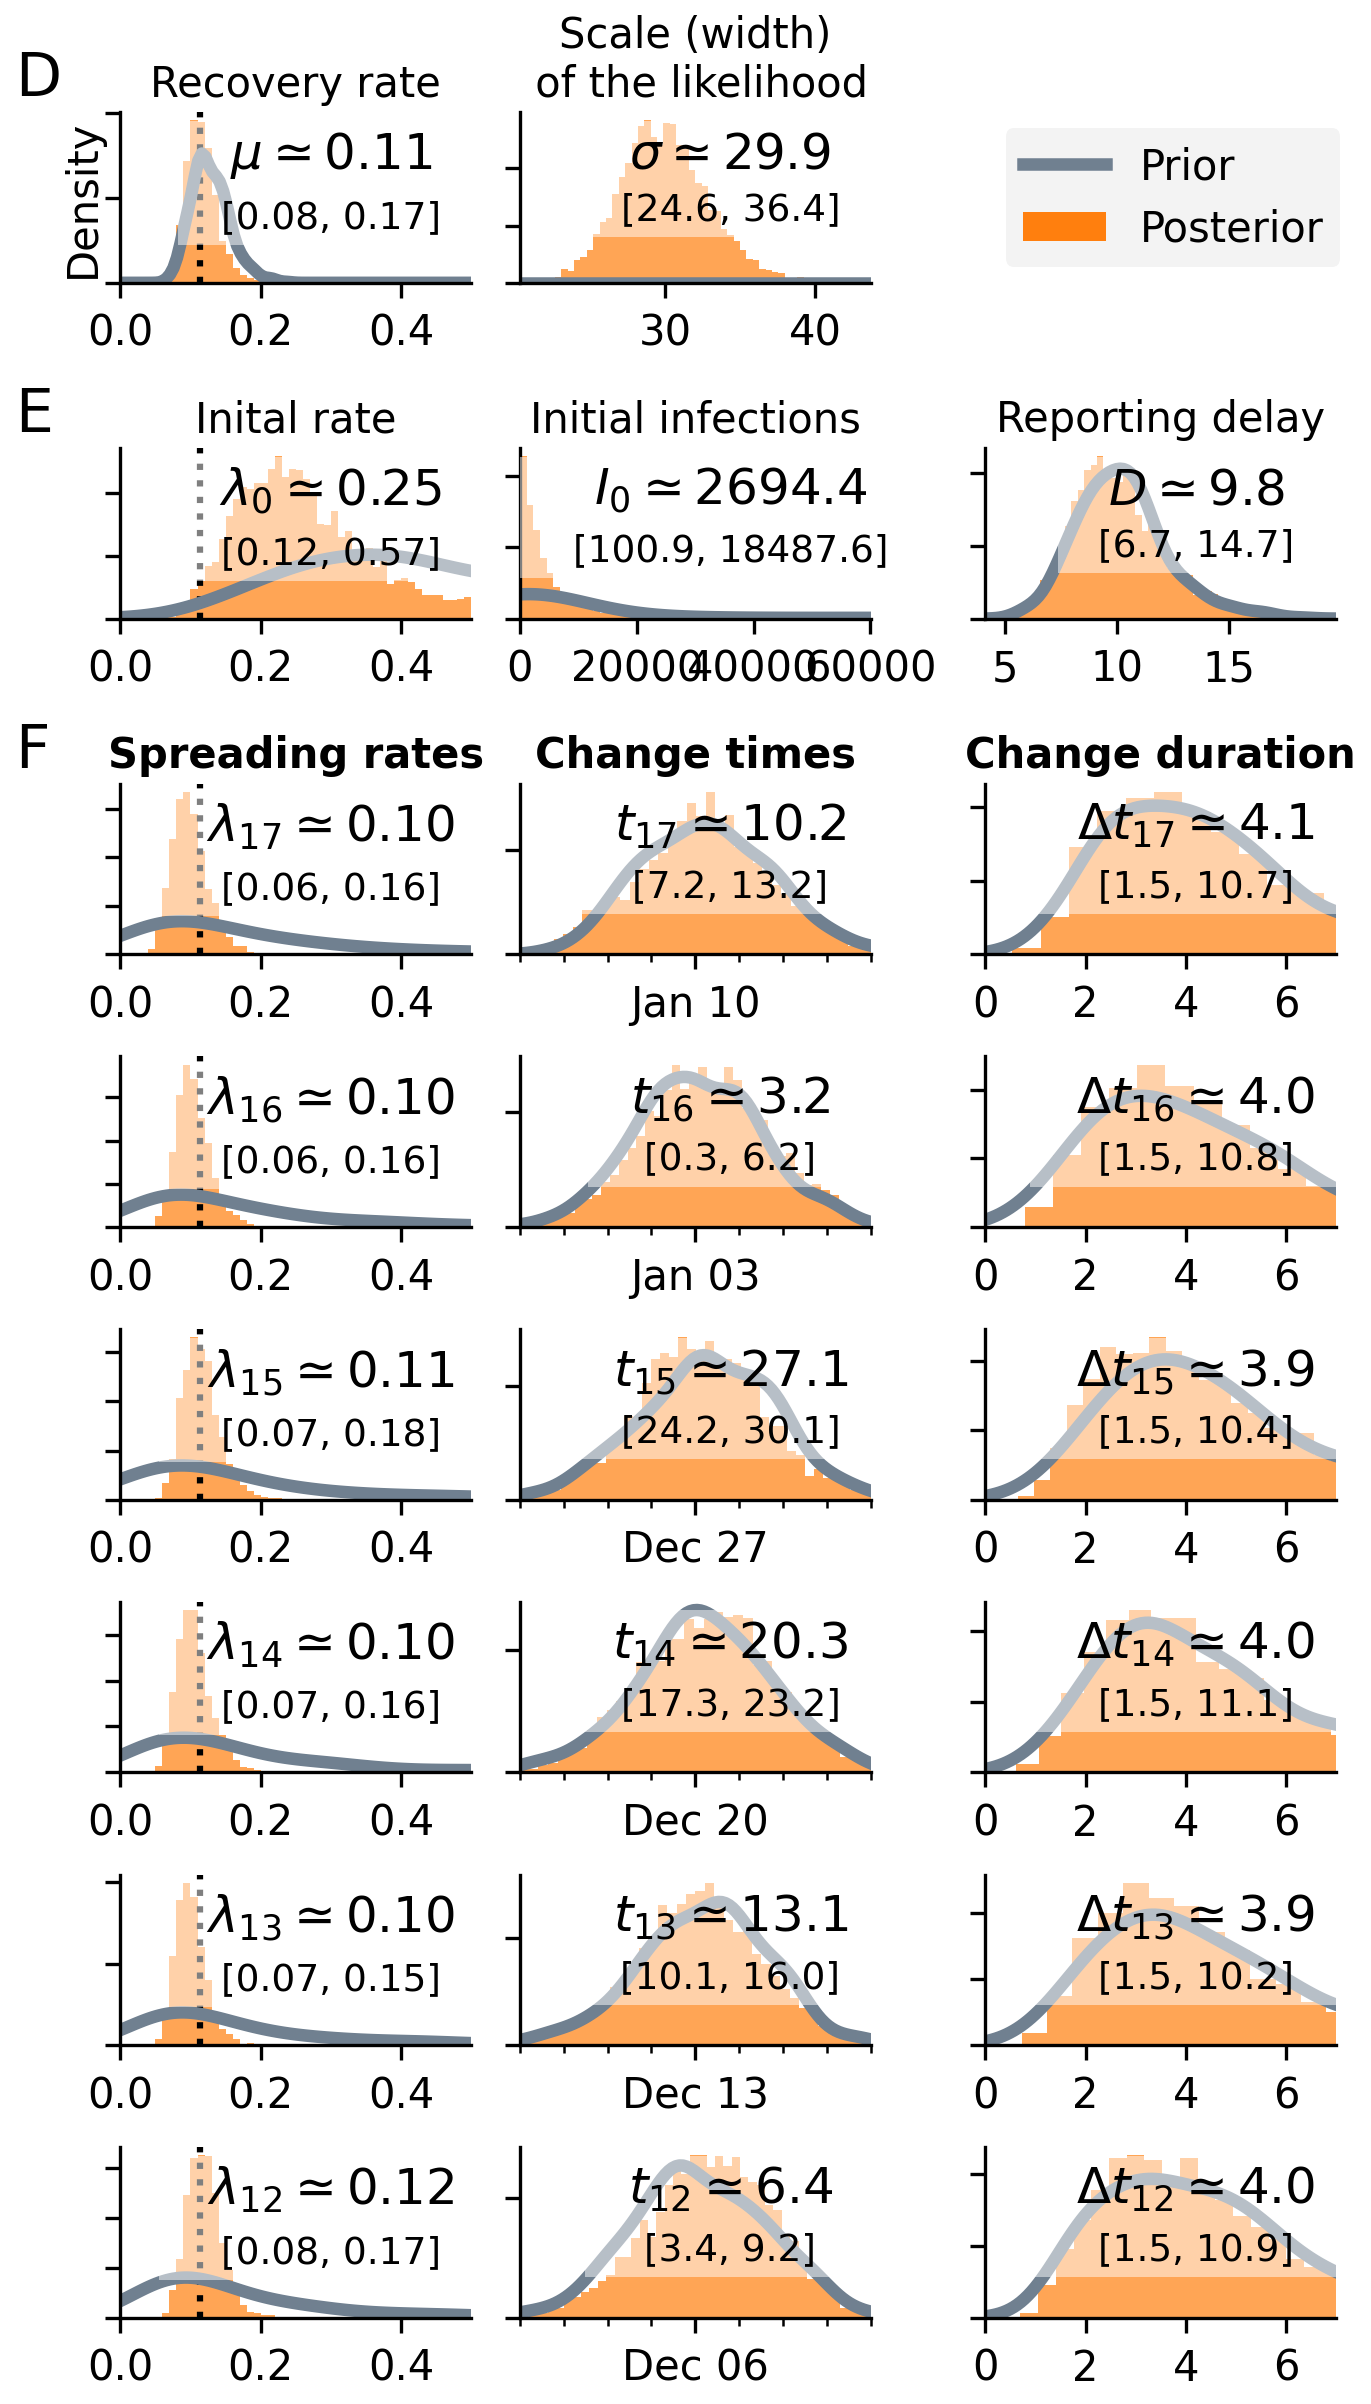 D
Recovery rate
Scale (width)
of the likelihood
Density
μ ≃ 0.11
[0.08, 0.17]
0.0 0.2 0.4
σ ≃ 29.9
[24.6, 36.4]
30 40
Prior
Posterior
E
Inital rate
λ0 ≃ 0.25
[0.12, 0.57]
0.0 0.2 0.4
Initial infections
I0 ≃ 2694.4
[100.9, 18487.6]
0 20000 40000 60000
Reporting delay
D ≃ 9.8
[6.7, 14.7]
5 10 15
F
Spreading rates
Change times
Change duration
λ17 ≃ 0.10
[0.06, 0.16]
0.0 0.2 0.4
t17 ≃ 10.2
[7.2, 13.2]
Jan 10
Δt17 ≃ 4.1
[1.5, 10.7]
0 2 4 6
λ16 ≃ 0.10
[0.06, 0.16]
0.0 0.2 0.4
t16 ≃ 3.2
[0.3, 6.2]
Jan 03
Δt16 ≃ 4.0
[1.5, 10.8]
0 2 4 6
λ15 ≃ 0.11
[0.07, 0.18]
0.0 0.2 0.4
t15 ≃ 27.1
[24.2, 30.1]
Dec 27
Δt15 ≃ 3.9
[1.5, 10.4]
0 2 4 6
λ14 ≃ 0.10
[0.07, 0.16]
0.0 0.2 0.4
t14 ≃ 20.3
[17.3, 23.2]
Dec 20
Δt14 ≃ 4.0
[1.5, 11.1]
0 2 4 6
λ13 ≃ 0.10
[0.07, 0.15]
0.0 0.2 0.4
t13 ≃ 13.1
[10.1, 16.0]
Dec 13
Δt13 ≃ 3.9
[1.5, 10.2]
0 2 4 6
λ12 ≃ 0.12
[0.08, 0.17]
0.0 0.2 0.4
t12 ≃ 6.4
[3.4, 9.2]
Dec 06
Δt12 ≃ 4.0
[1.5, 10.9]
0 2 4 6